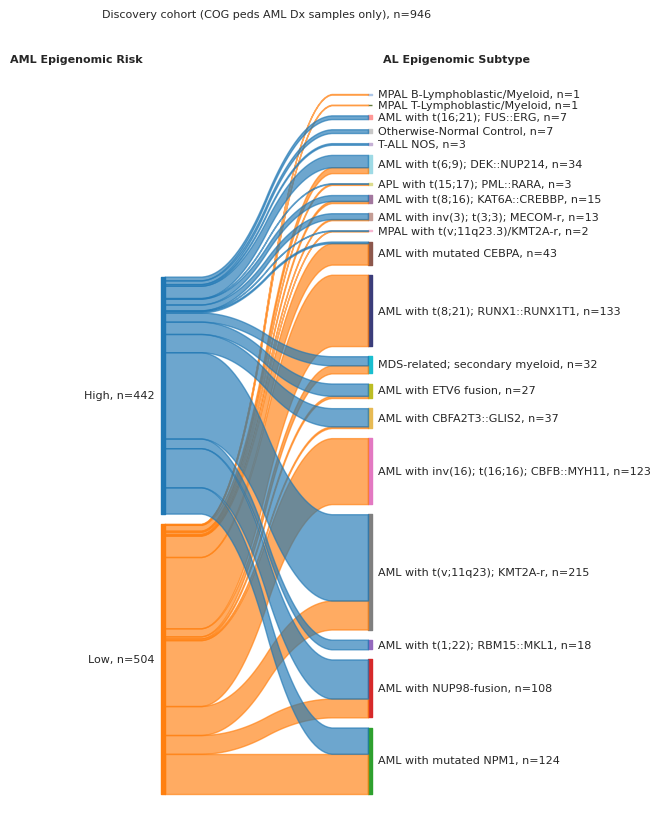 Discovery cohort (COG peds AML Dx samples only), n=946
AML Epigenomic Risk
AL Epigenomic Subtype
MPAL B-Lymphoblastic/Myeloid, n=1
MPAL T-Lymphoblastic/Myeloid, n=1
AML with t(16;21); FUS::ERG, n=7
Otherwise-Normal Control, n=7
T-ALL NOS, n=3
AML with t(6;9); DEK::NUP214, n=34
APL with t(15;17); PML::RARA, n=3
AML with t(8;16); KAT6A::CREBBP, n=15
AML with inv(3); t(3;3); MECOM-r, n=13
MPAL with t(v;11q23.3)/KMT2A-r, n=2
AML with mutated CEBPA, n=43
AML with t(8;21); RUNX1::RUNX1T1, n=133
MDS-related; secondary myeloid, n=32
AML with ETV6 fusion, n=27
High, n=442
AML with CBFA2T3::GLIS2, n=37
AML with inv(16); t(16;16); CBFB::MYH11, n=123
AML with t(v;11q23); KMT2A-r, n=215
AML with t(1;22); RBM15::MKL1, n=18
Low, n=504
AML with NUP98-fusion, n=108
AML with mutated NPM1, n=124